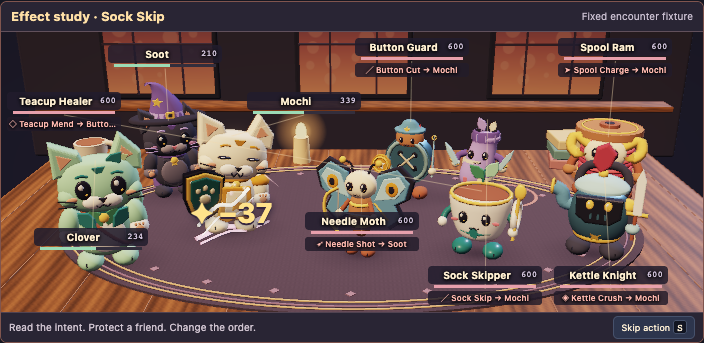 Effect study · Sock Skip
Fixed encounter fixture
Soot 210
Button Guard 600
Button Cut → Mochi
Spool Ram 600
Spool Charge → Mochi
Teacup Healer 600
Teacup Mend → Butto...
Mochi 339
-37
Needle Moth 600
Needle Shot → Soot
Clover 234
Sock Skipper 600
Sock Skip → Mochi
Kettle Knight 600
Kettle Crush → Mochi
Read the intent. Protect a friend. Change the order.
Skip action S